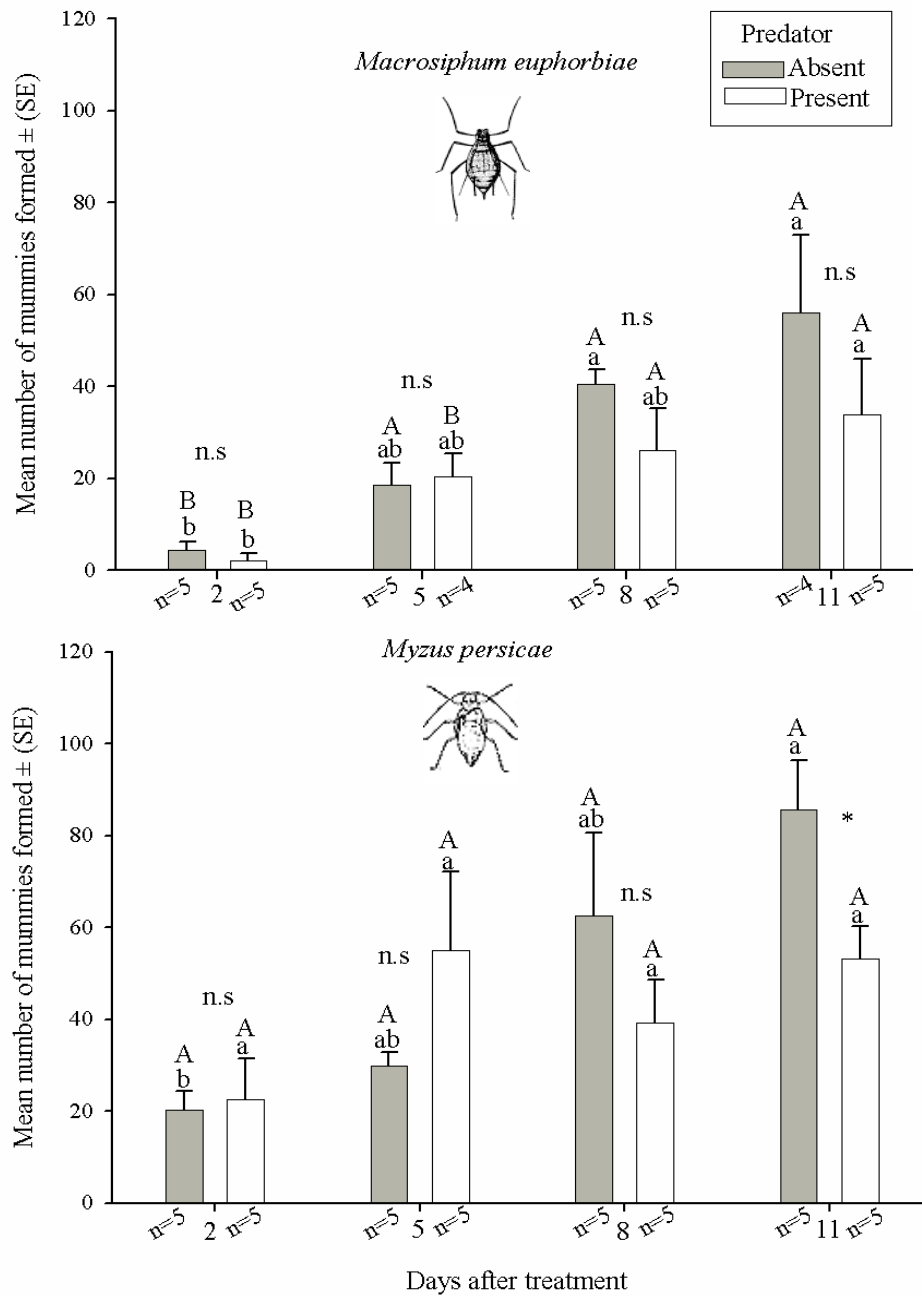 Mean number of mummies formed ± (SE)
120
100
80
60
40
20
0
Macrosiphum euphorbiae
Predator
Absent
Present
n.s
B
b
B
b
n.s
A
ab
B
ab
n.s
A
a
A
ab
n.s
A
a
A
a
n=5 2 n=5
n=5 5 n=4
n=5 8 n=5
n=4 11 n=5
Mean number of mummies formed ± (SE)
120
100
80
60
40
20
0
Myzus persicae
n.s
A
b
A
a
n.s
A
ab
A
a
n.s
A
ab
A
a
*
A
a
A
a
n=5 2 n=5
n=5 5 n=5
n=5 8 n=5
n=5 11 n=5
Days after treatment